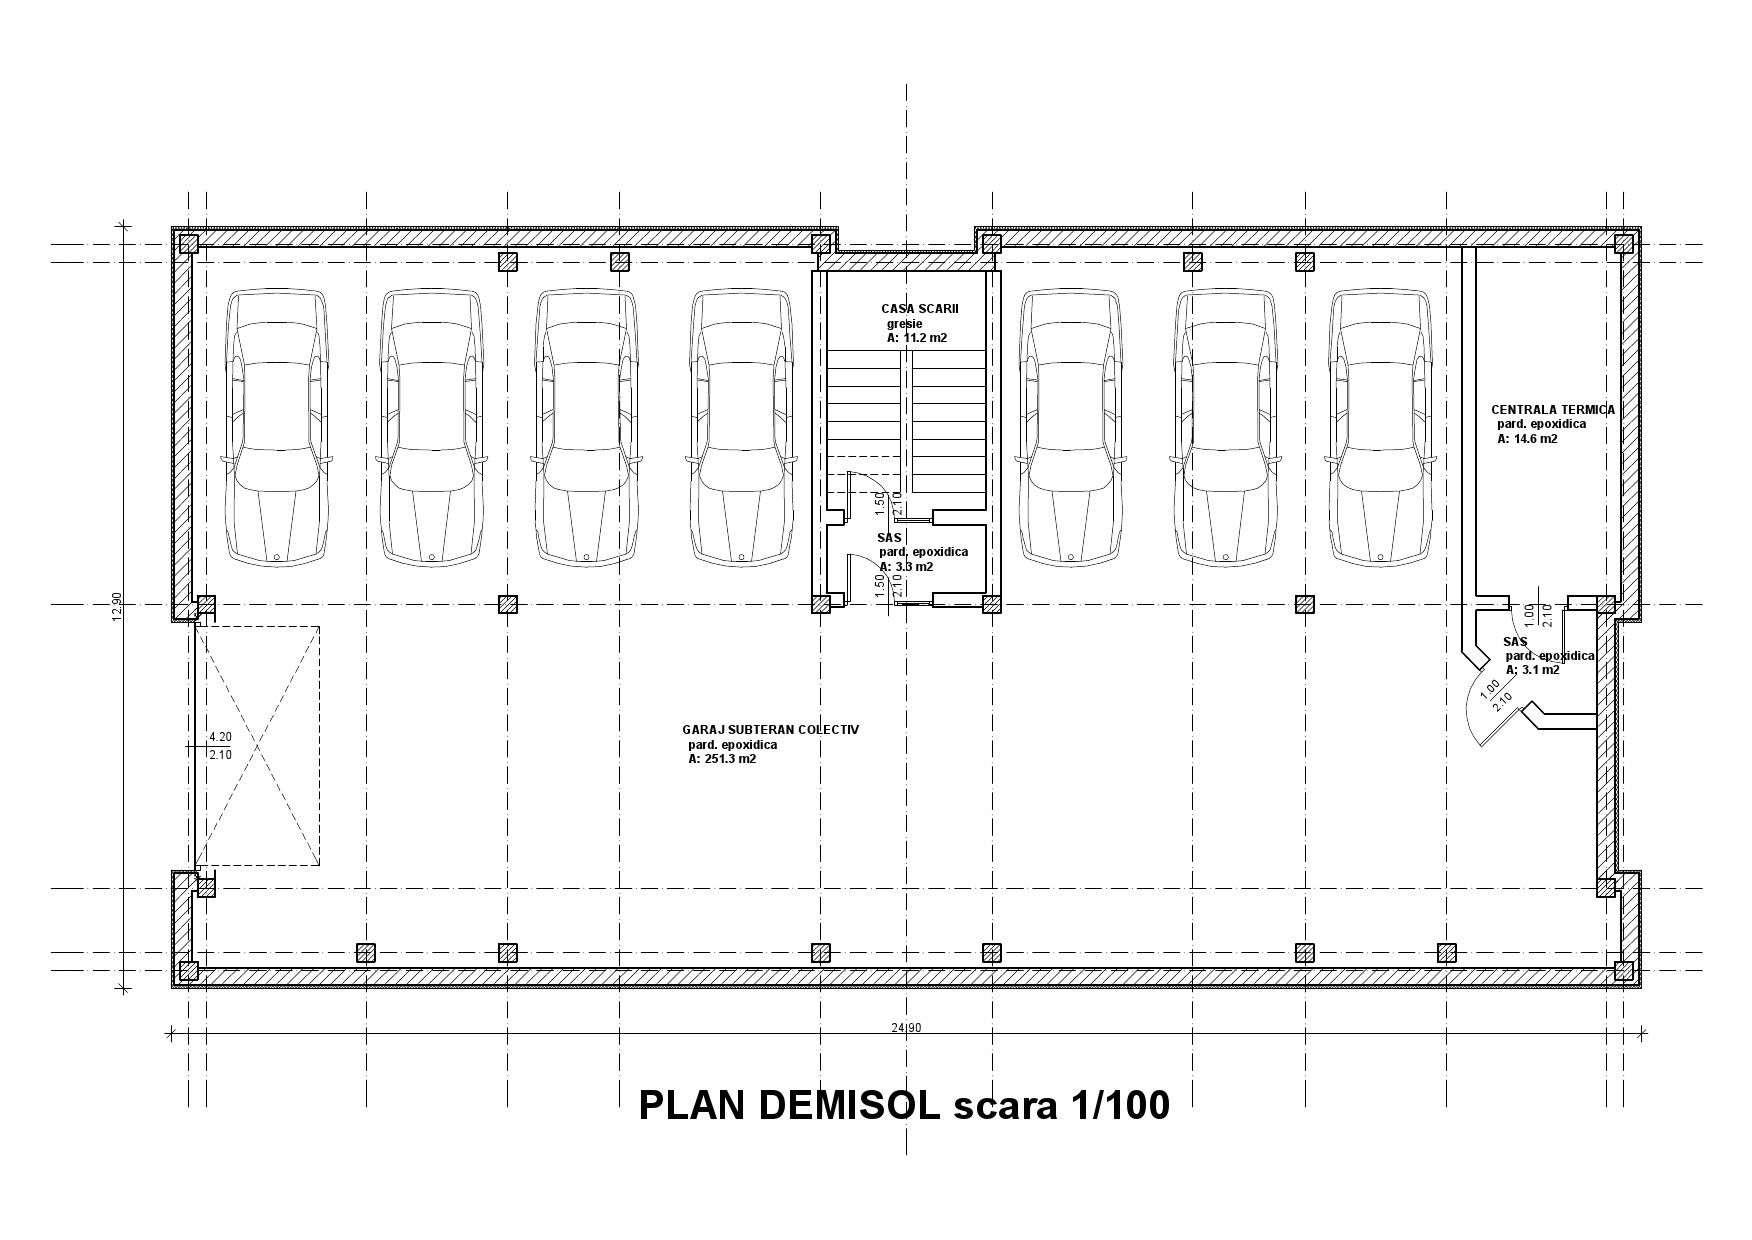 CASA SCARII
gresie
A: 11.2 m2
CENTRALA TERMICA
pard. epoxidica
A: 14.6 m2
1.50
2.10
SAS
pard. epoxidica
A: 3.3 m2
1.50
2.10
12.90
1.00
2.10
SAS
pard. epoxidica
A: 3.1 m2
1.00
2.10
GARAJ SUBTERAN COLECTIV
pard. epoxidica
A: 251.3 m2
4.20
2.10
24.90
PLAN DEMISOL scara 1/100